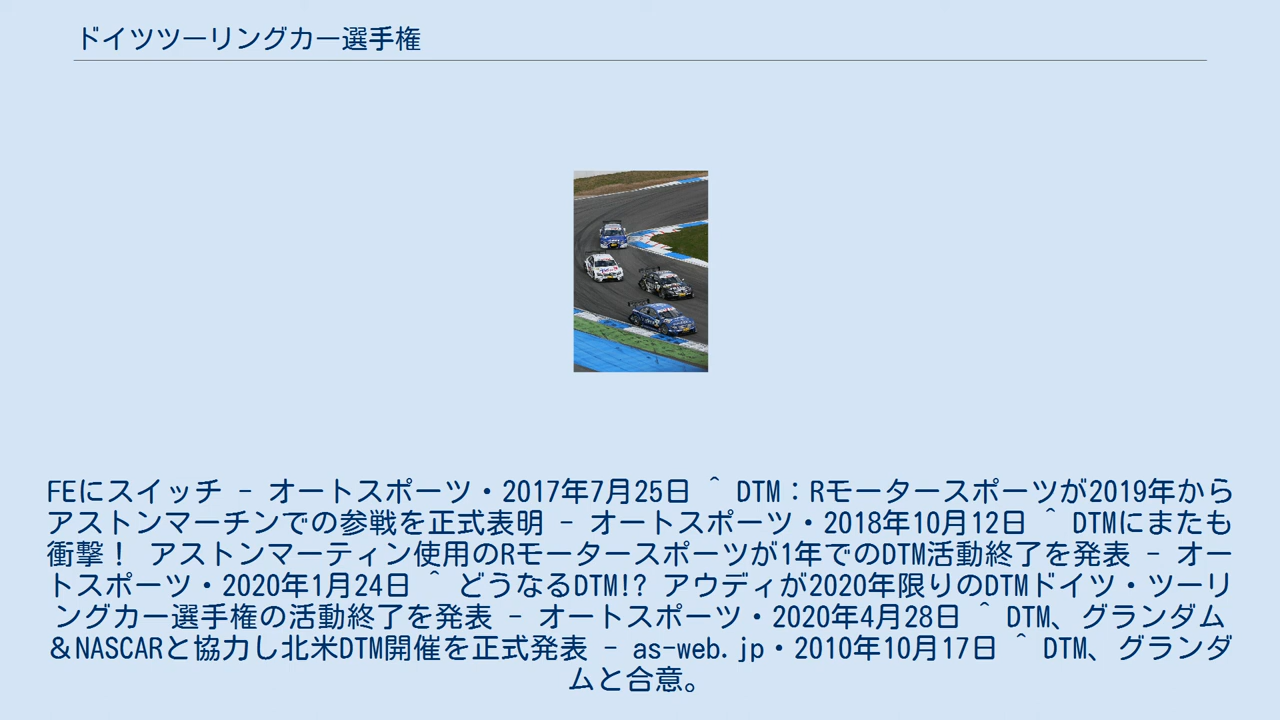 ドイツツーリングカー選手権
FEにスイッチ - オートスポーツ・2017年7月25日 ^ DTM：Rモータースポーツが2019年から
アストンマーチンでの参戦を正式表明 - オートスポーツ・2018年10月12日 ^ DTMにまたも
衝撃！ アストンマーティン使用のRモータースポーツが1年でのDTM活動終了を発表 - オー
トスポーツ・2020年1月24日 ^ どうなるDTM!? アウディが2020年限りのDTMドイツ・ツーリ
ングカー選手権の活動終了を発表 - オートスポーツ・2020年4月28日 ^ DTM、グランダム
＆NASCARと協力し北米DTM開催を正式発表 - as-web.jp・2010年10月17日 ^ DTM、グランダ
ムと合意。